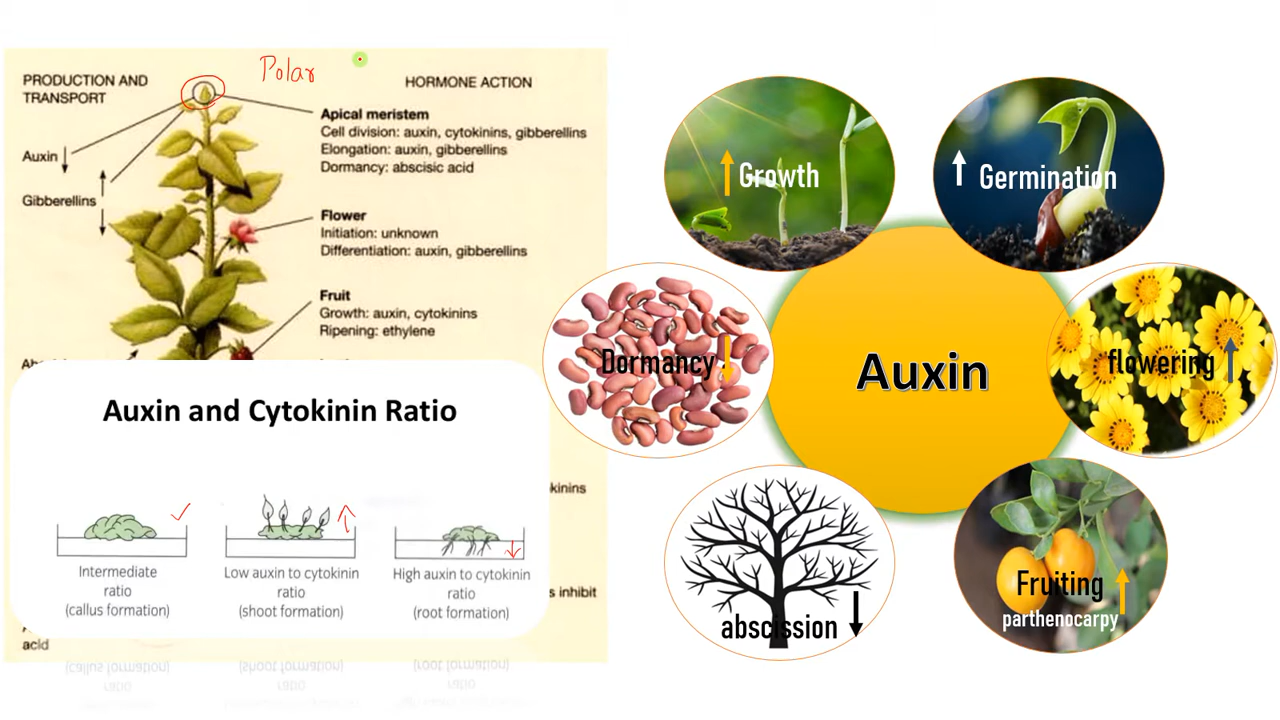 Polar
PRODUCTION AND
TRANSPORT
HORMONE ACTION
Auxin
Gibberellins
Apical meristem
Cell division: auxin, cytokinins, gibberellins
Elongation: auxin, gibberellins
Dormancy: abscisic acid
Flower
Initiation: unknown
Differentiation: auxin, gibberellins
Fruit
Growth: auxin, cytokinins
Ripening: ethylene
Auxin and Cytokinin Ratio
Intermediate
ratio
(callus formation)
Low auxin to cytokinin
ratio
(shoot formation)
High auxin to cytokinin
ratio
(root formation)
inhibit
acid
Growth
Germination
Dormancy
Auxin
flowering
abscission
Fruiting
parthenocarpy